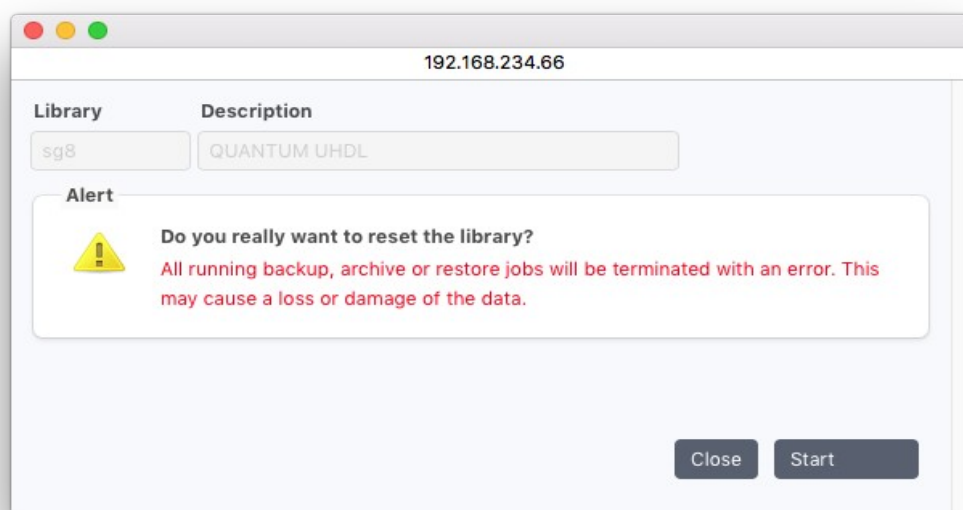 192.168.234.66
Library Description
sg8 QUANTUM UHDL
Alert
Do you really want to reset the library?
All running backup, archive or restore jobs will be terminated with an error. This
may cause a loss or damage of the data.
Close Start